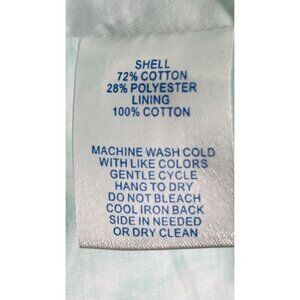 SHELL
72% COTTON
28% POLYESTER
LINING
100% COTTON
MACHINE WASH COLD
WITH LIKE COLORS
GENTLE CYCLE
HANG TO DRY
DO NOT BLEACH
COOL IRON BACK
SIDE IN NEEDED
OR DRY CLEAN